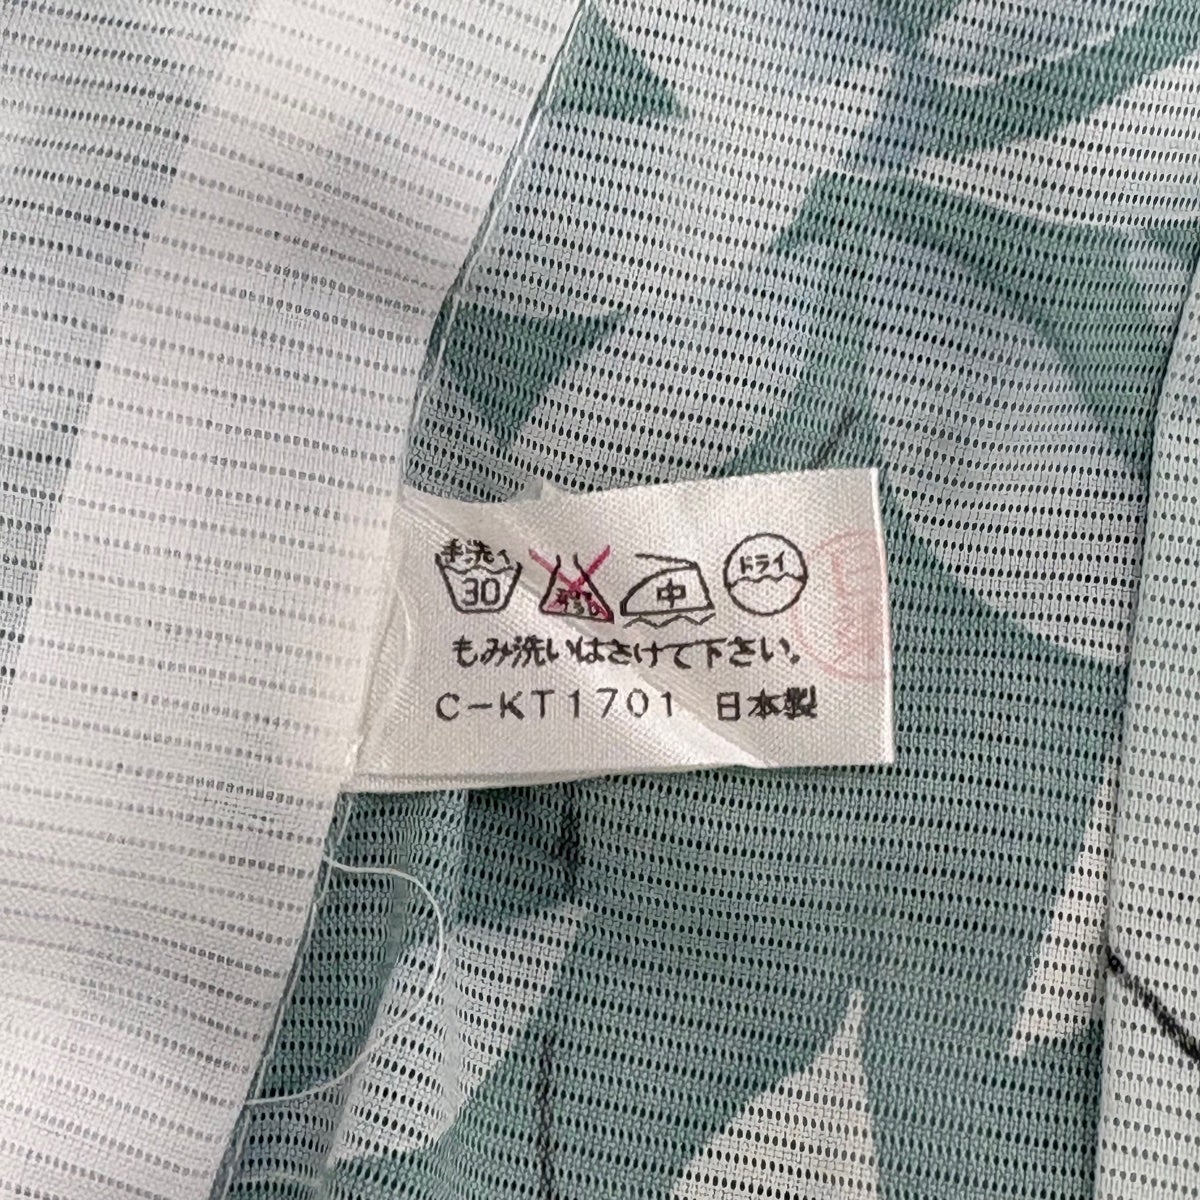 手洗イ 30 中 ドライ
もみ洗いはさけて下さい。
C-KT1701 日本製